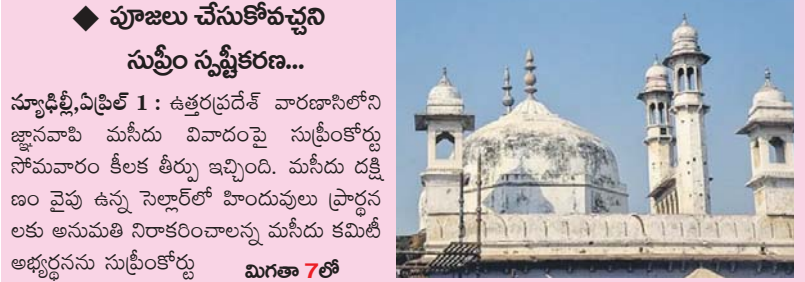 ◆ పూజలు చేసుకోవచ్చని
సుప్రీం స్పష్టీకరణ...
న్యూఢిల్లీ,ఏప్రిల్ 1 : ఉత్తరప్రదేశ్ వారణాసిలోని
జ్ఞానవాపి మసీదు వివాదంపై సుప్రీంకోర్టు
సోమవారం కీలక తీర్పు ఇచ్చింది. మసీదు దక్షి
ణం వైపు ఉన్న సెల్లార్‌లో హిందువులు ప్రార్థన
లకు అనుమతి నిరాకరించాలన్న మసీదు కమిటీ
అభ్యర్థనను సుప్రీంకోర్టు మిగతా 7లో